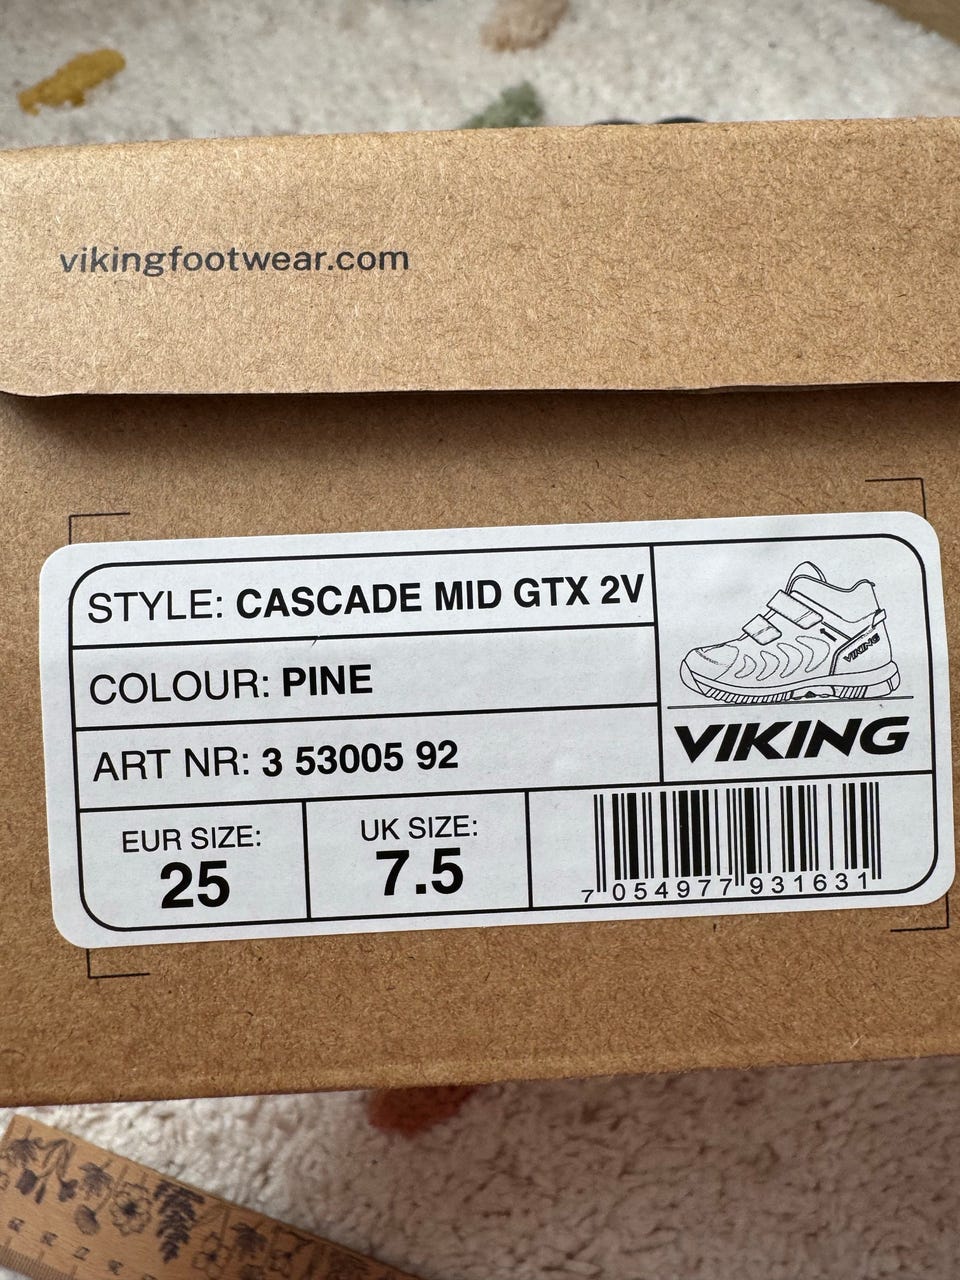 vikingfootwear.com
STYLE: CASCADE MID GTX 2V
COLOUR: PINE
ART NR: 3 53005 92
VIKING
VIKING
EUR SIZE:
25
UK SIZE:
7.5
7 054977 931631